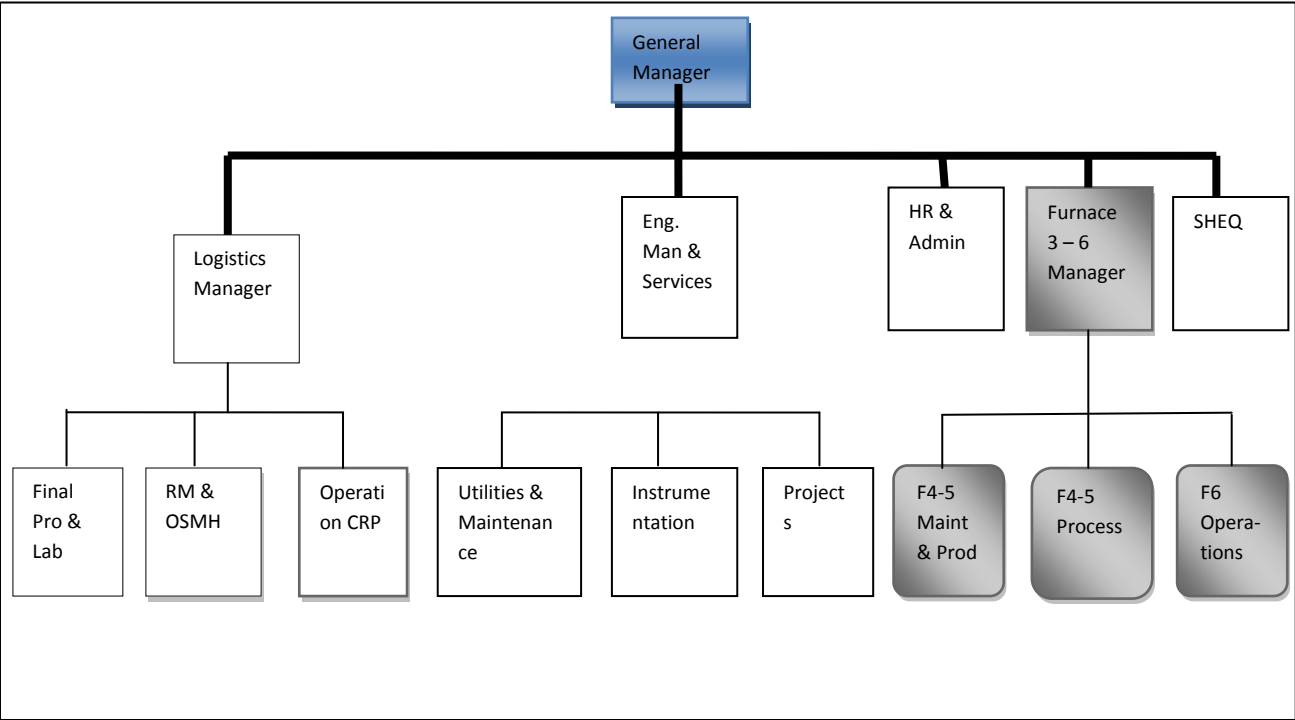 General
Manager
Logistics
Manager
Eng.
Man &
Services
HR &
Admin
Furnace
3 – 6
Manager
SHEQ
Final
Pro &
Lab
RM &
OSMH
Operati
on CRP
Utilities &
Maintenan
ce
Instrume
ntation
Project
s
F4-5
Maint
& Prod
F4-5
Process
F6
Opera-
tions